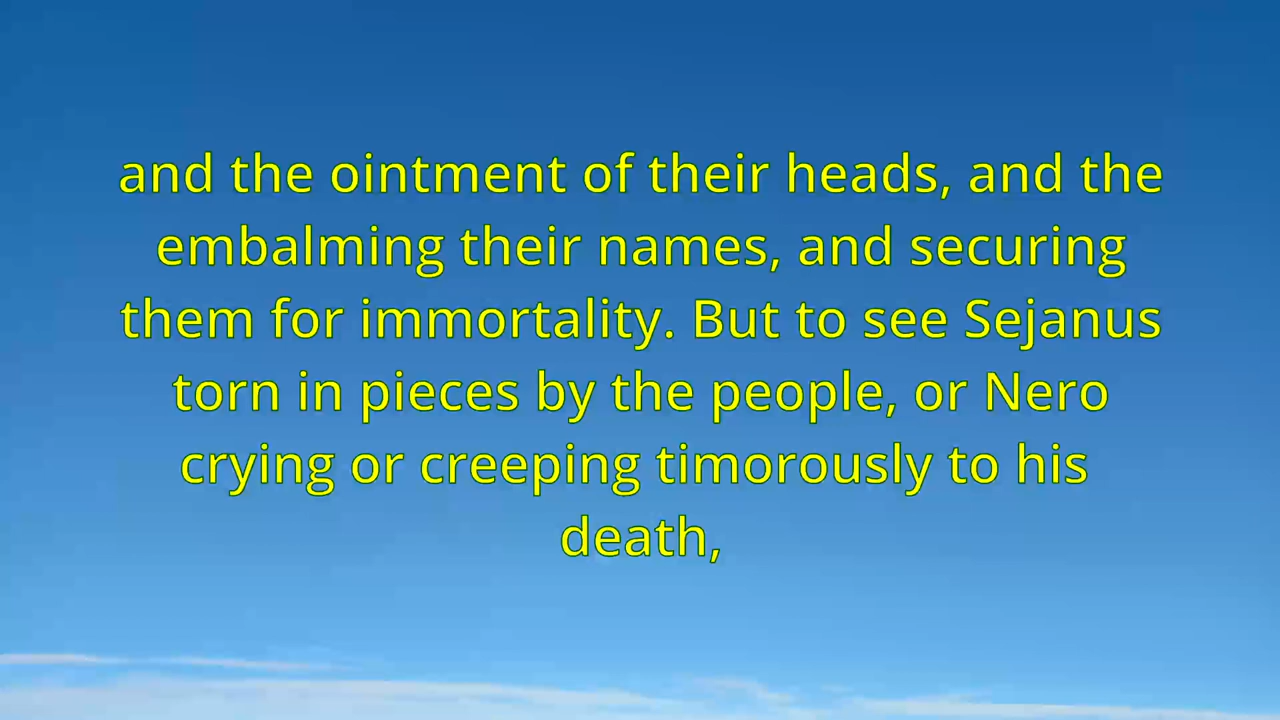 and the ointment of their heads, and the
embalming their names, and securing
them for immortality. But to see Sejanus
torn in pieces by the people, or Nero
crying or creeping timorously to his
death,